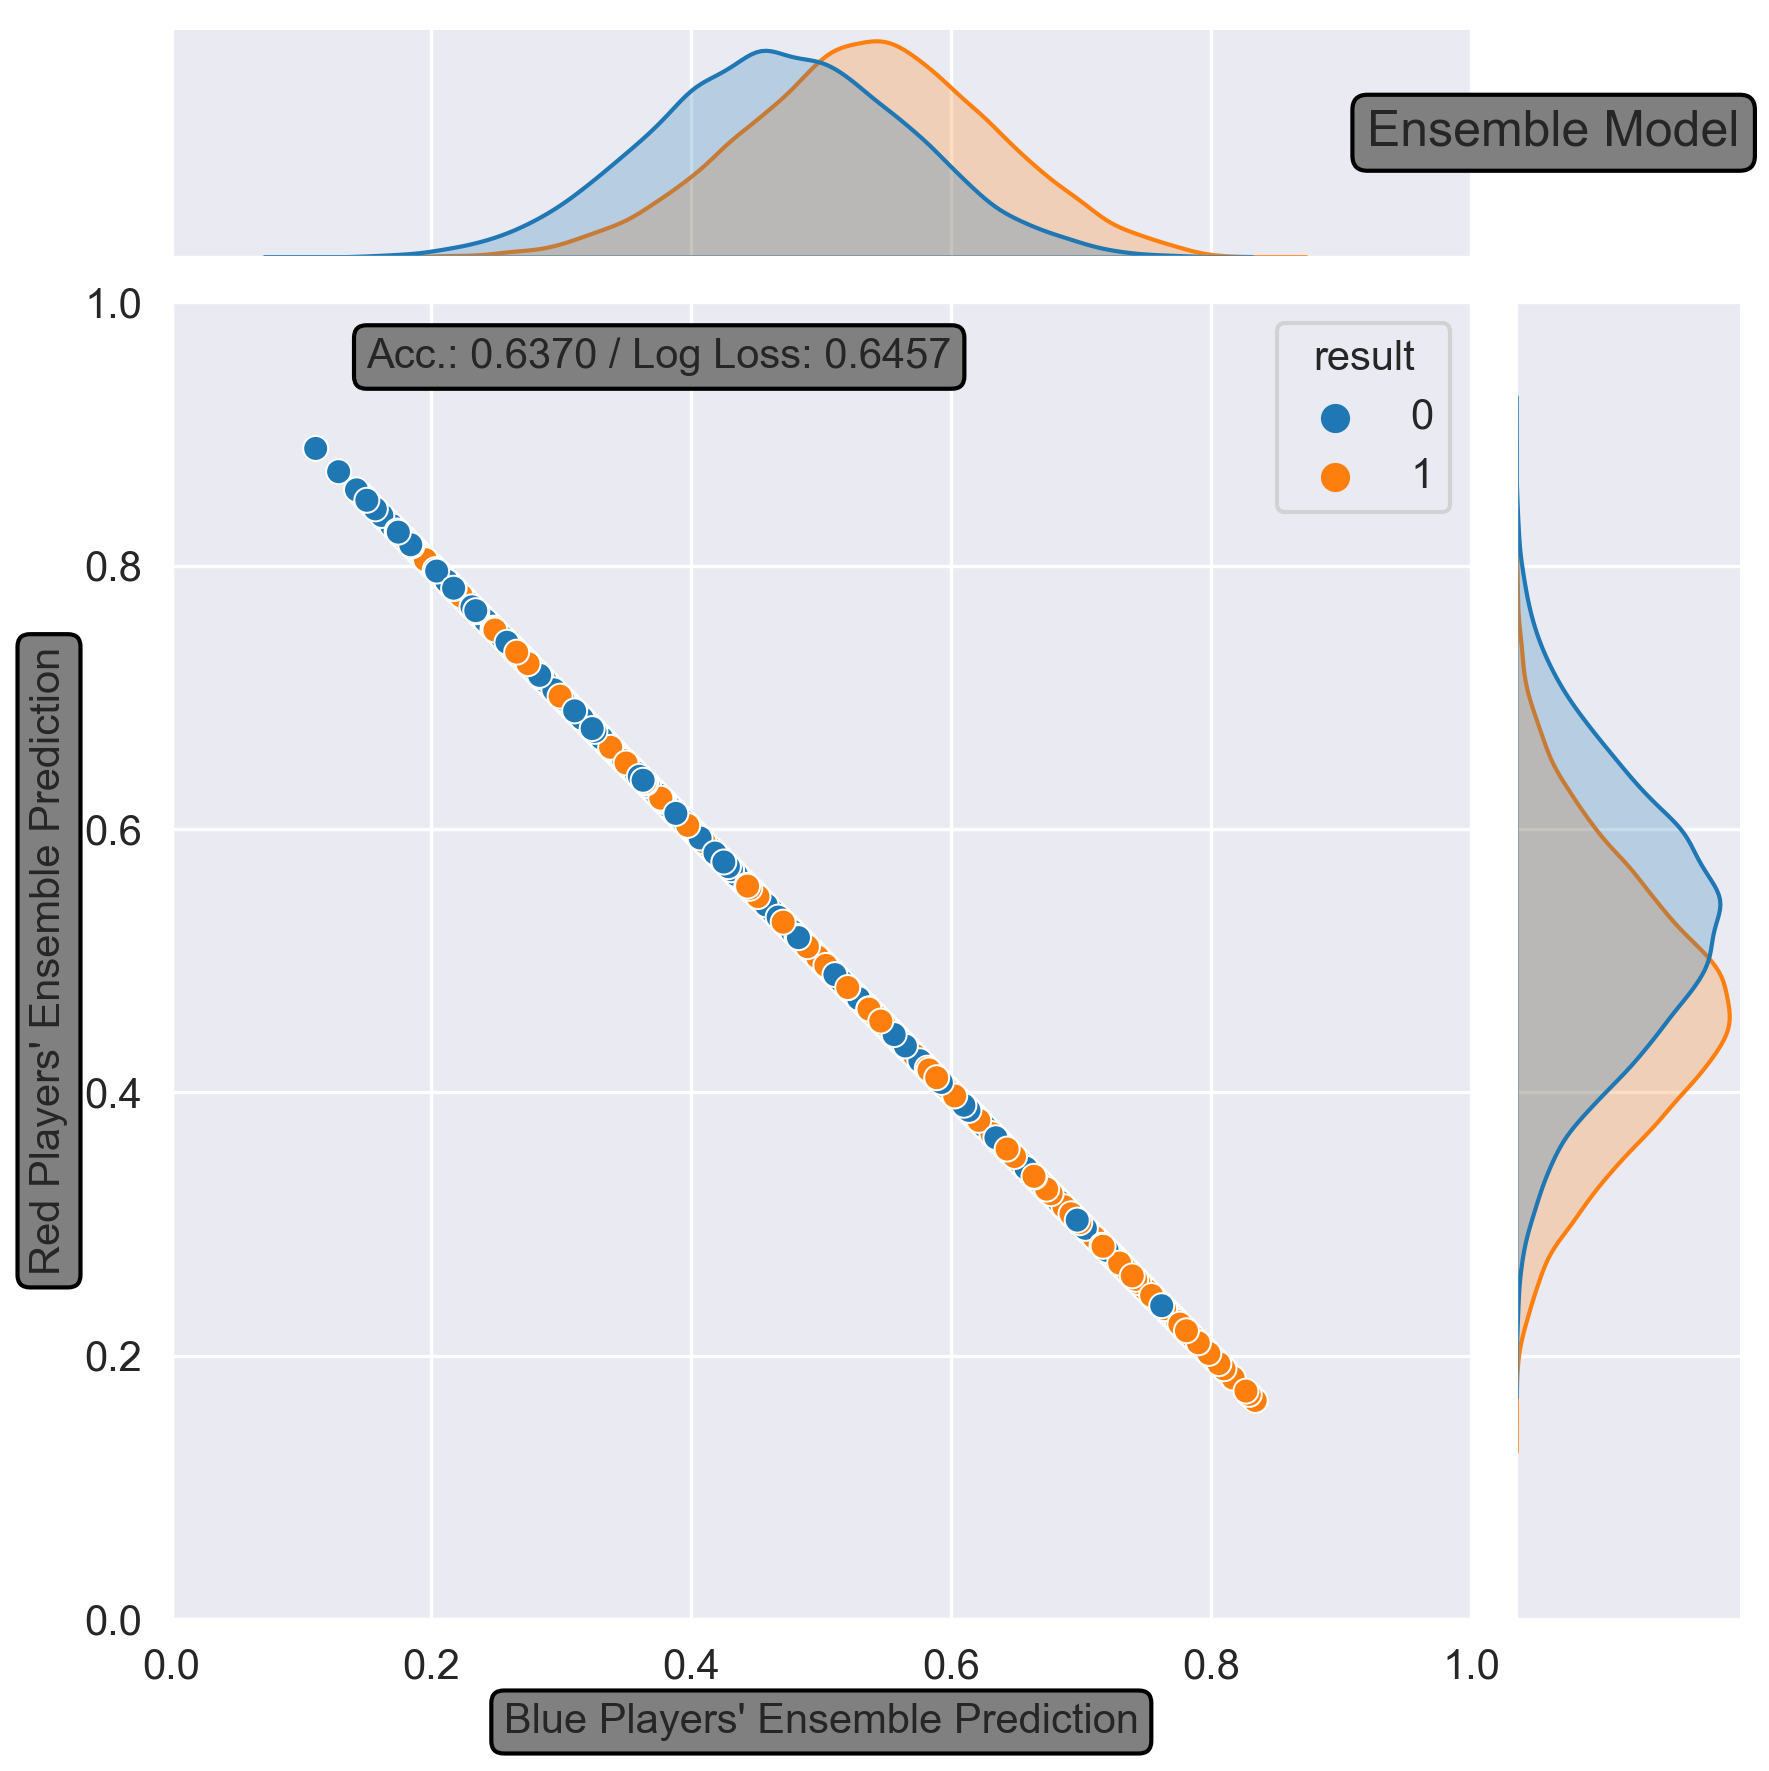 Ensemble Model
Acc.: 0.6370 / Log Loss: 0.6457
result
0
1
Red Players' Ensemble Prediction
1.0
0.8
0.6
0.4
0.2
0.0
0.0 0.2 0.4 0.6 0.8 1.0
Blue Players' Ensemble Prediction